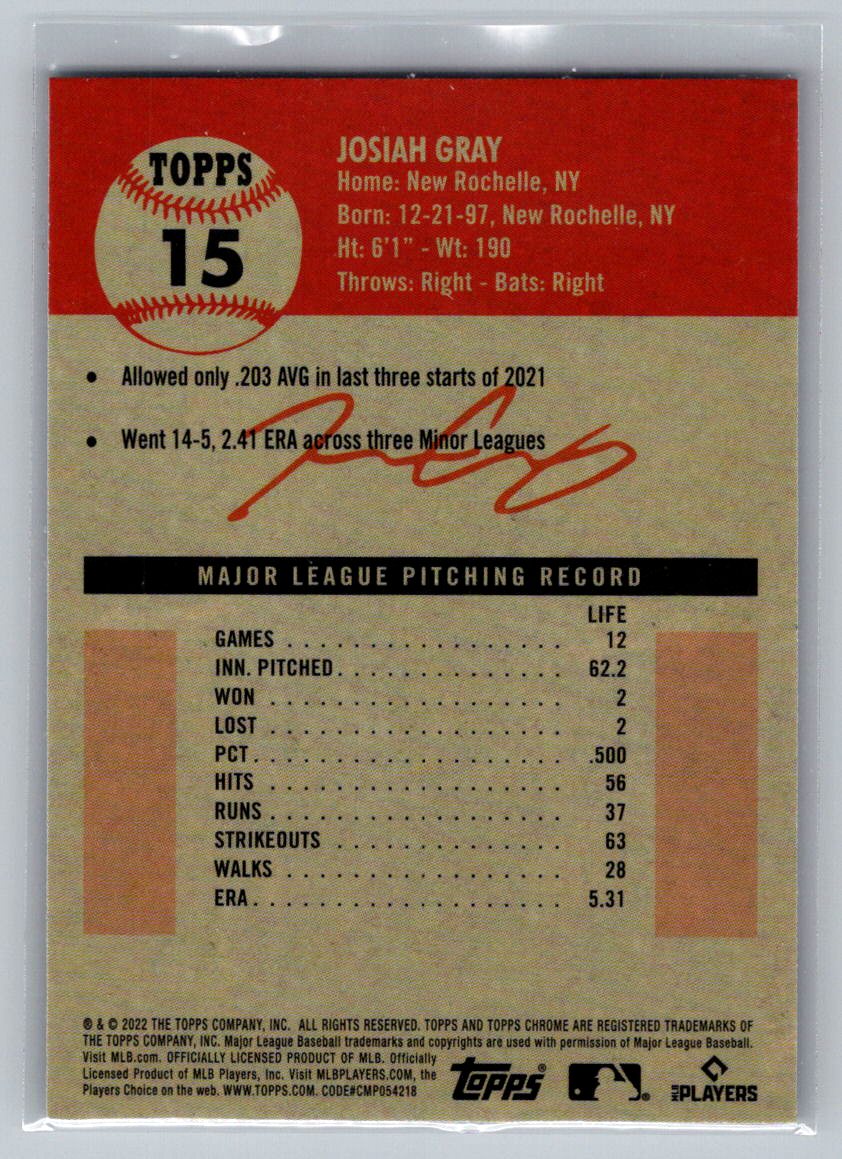 TOPPS
15
JOSIAH GRAY
Home: New Rochelle, NY
Born: 12-21-97, New Rochelle, NY
Ht: 6'1" - Wt: 190
Throws: Right - Bats: Right
• Allowed only .203 AVG in last three starts of 2021
• Went 14-5, 2.41 ERA across three Minor Leagues
MAJOR LEAGUE PITCHING RECORD
LIFE
GAMES . . . . . . . . . . . . . . . . . 12
INN. PITCHED. . . . . . . . . . . . . . 62.2
WON . . . . . . . . . . . . . . . . . . 2
LOST . . . . . . . . . . . . . . . . . . 2
PCT. . . . . . . . . . . . . . . . . . . .500
HITS . . . . . . . . . . . . . . . . . . 56
RUNS. . . . . . . . . . . . . . . . . . 37
STRIKEOUTS . . . . . . . . . . . . . . . 63
WALKS . . . . . . . . . . . . . . . . . 28
ERA. . . . . . . . . . . . . . . . . . . 5.31
® & © 2022 THE TOPPS COMPANY, INC. ALL RIGHTS RESERVED. TOPPS AND TOPPS CHROME ARE REGISTERED TRADEMARKS OF
THE TOPPS COMPANY, INC. Major League Baseball trademarks and copyrights are used with permission of Major League Baseball.
Visit MLB.com. OFFICIALLY LICENSED PRODUCT OF MLB. Officially
Licensed Product of MLB Players, Inc. Visit MLBPLAYERS.COM, the
Players Choice on the web. WWW.TOPPS.COM. CODE#CMP054218
topps®
®
MLB PLAYERS